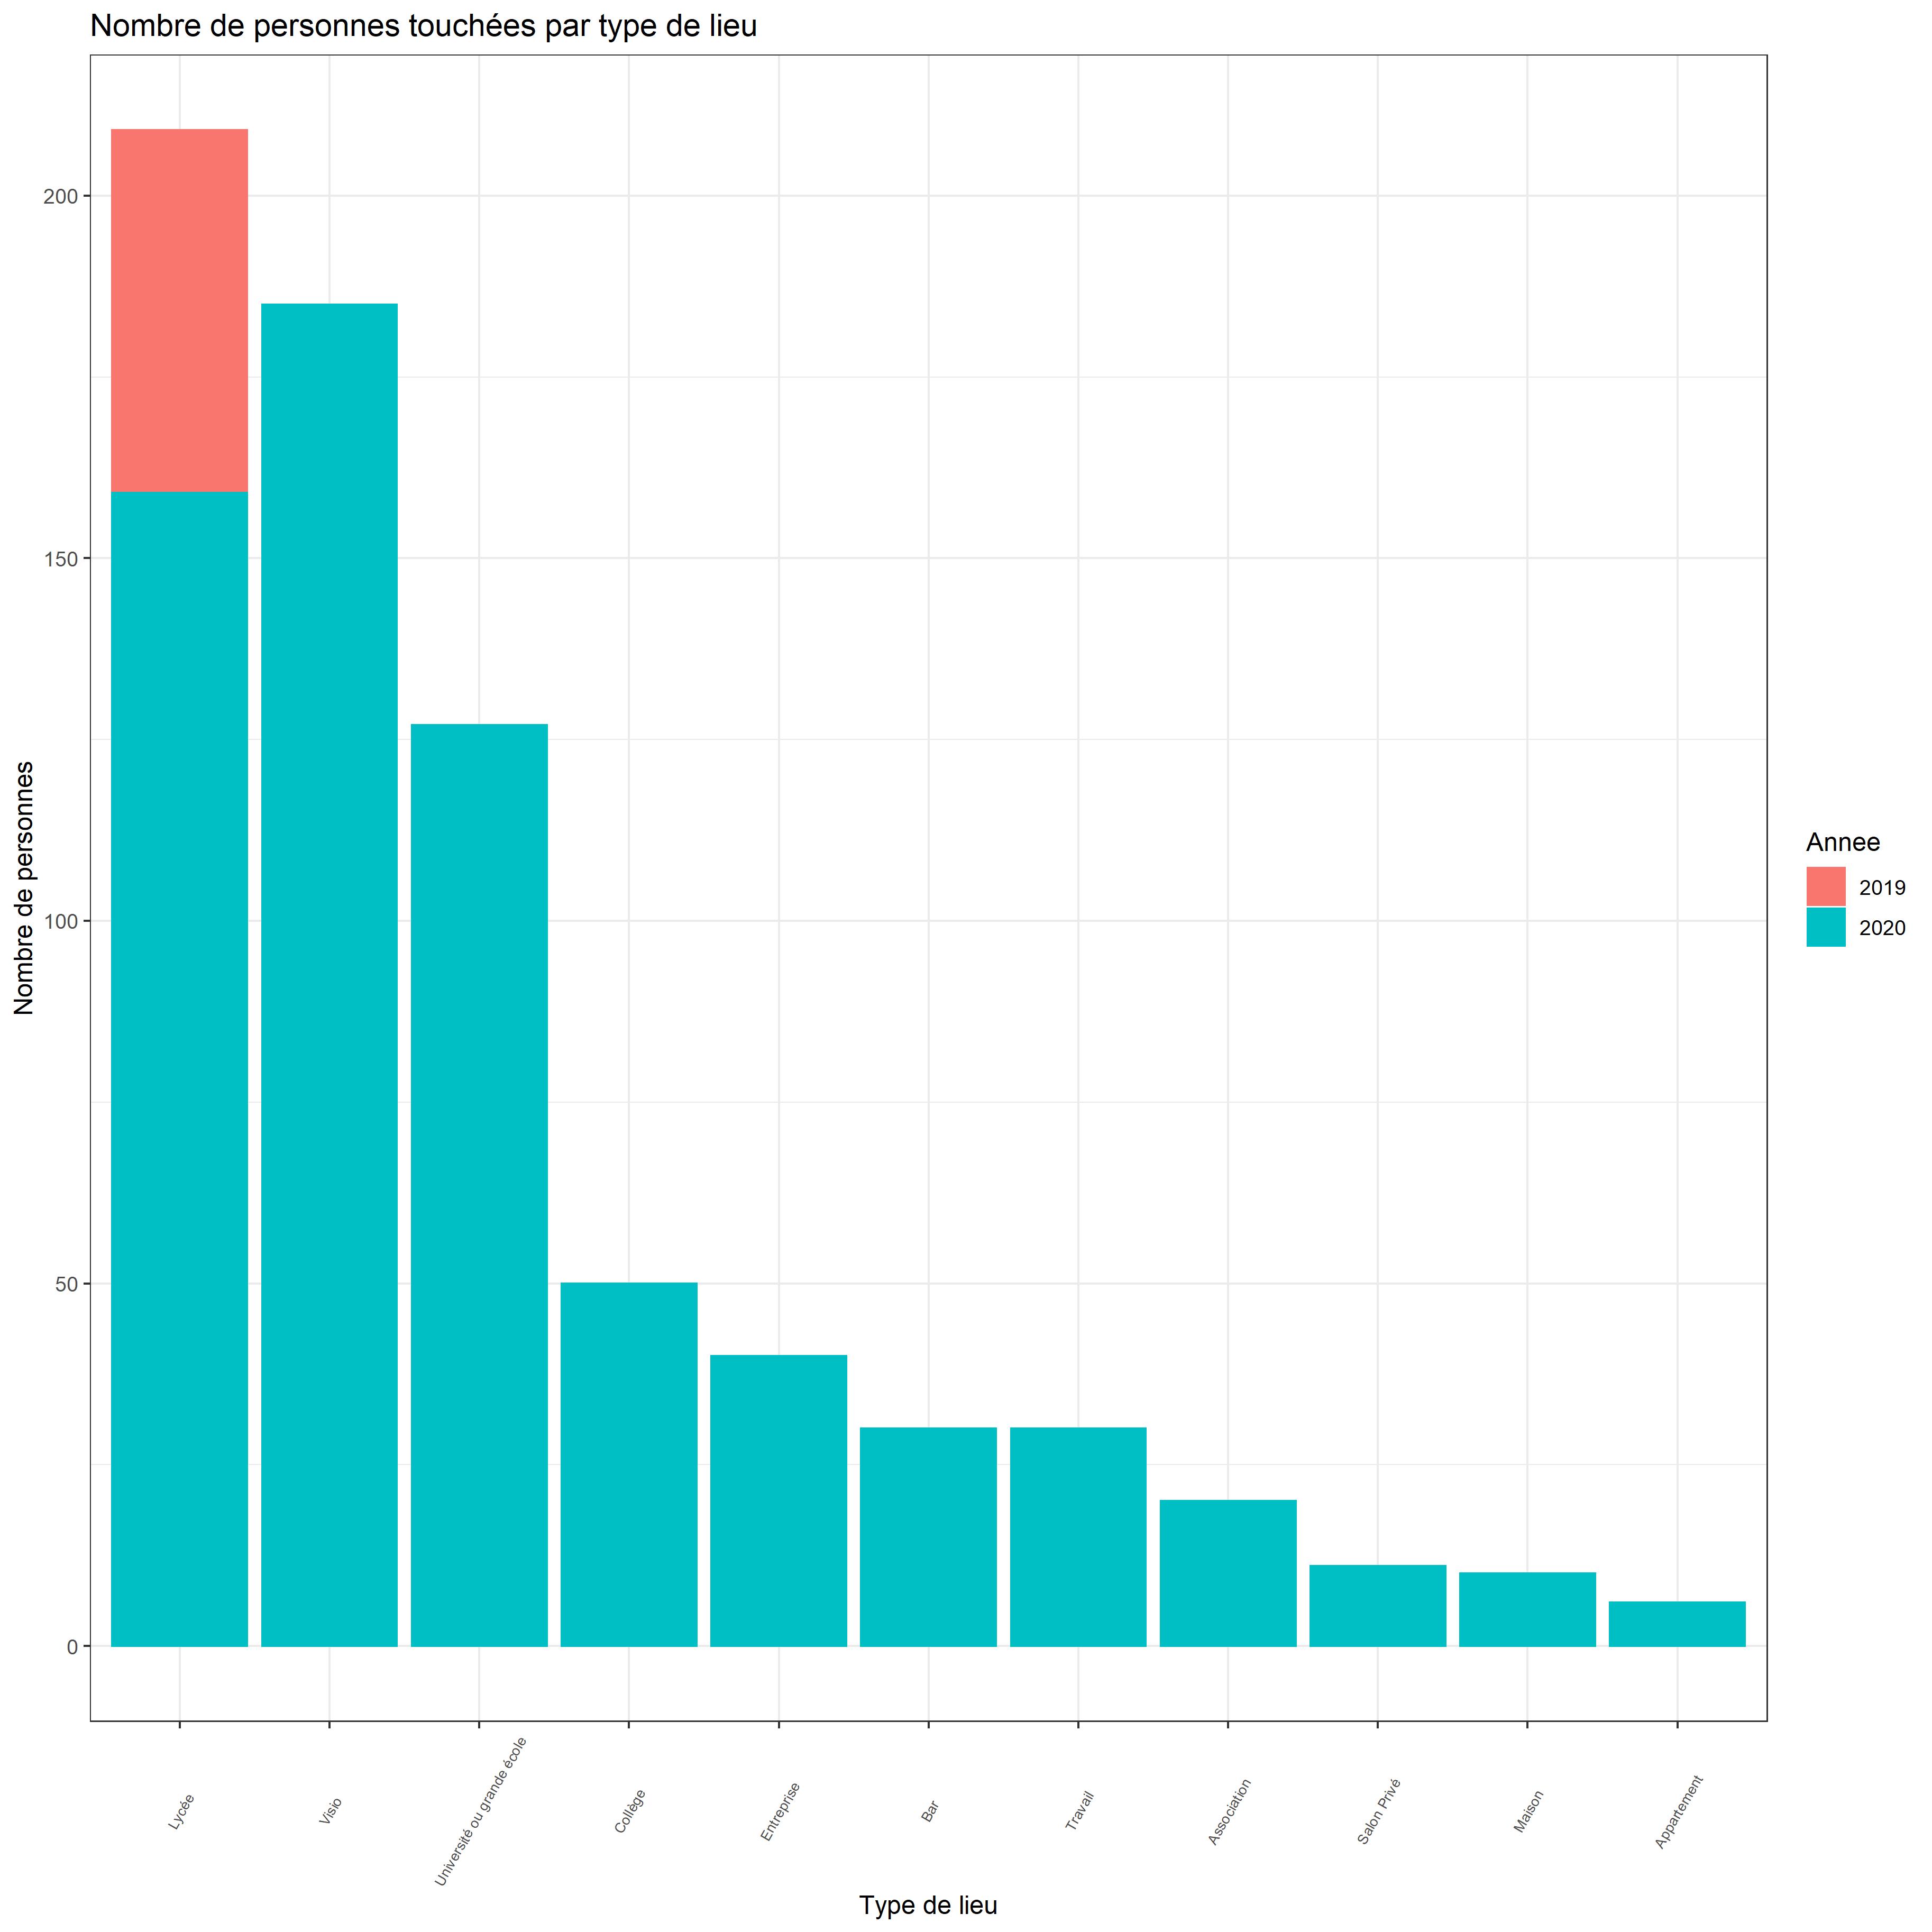 Nombre de personnes touchées par type de lieu
Nombre de personnes
200
150
100
50
0
Lycée
Visio
Université ou grande école
Collège
Entreprise
Bar
Travail
Association
Salon Privé
Maison
Appartement
Type de lieu
Annee
2019
2020